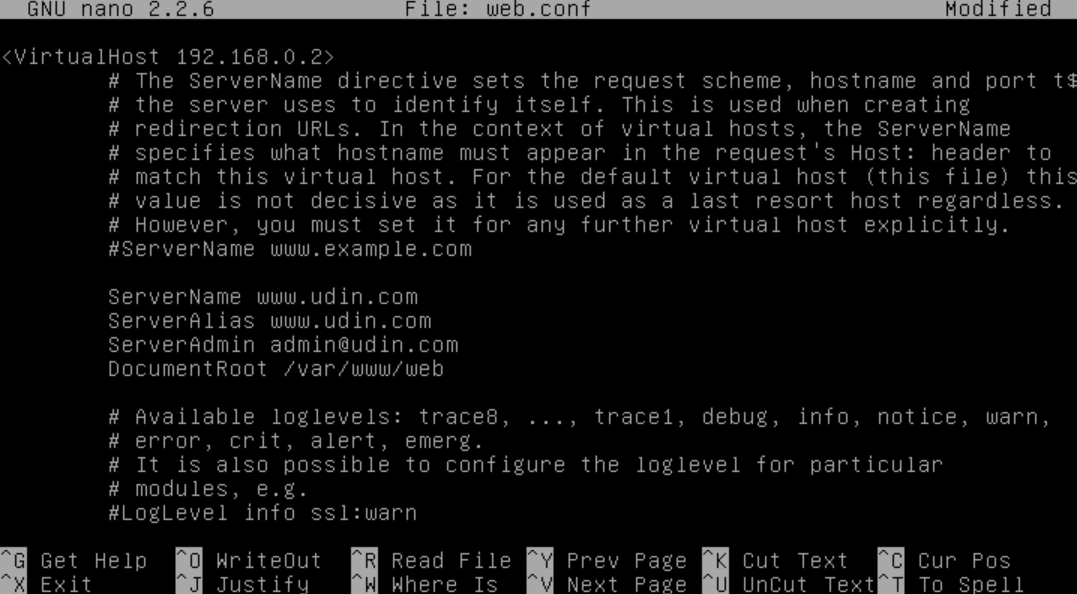 GNU nano 2.2.6 File: web.conf Modified
<VirtualHost 192.168.0.2>
# The ServerName directive sets the request scheme, hostname and port t$
# the server uses to identify itself. This is used when creating
# redirection URLs. In the context of virtual hosts, the ServerName
# specifies what hostname must appear in the request's Host: header to
# match this virtual host. For the default virtual host (this file) this
# value is not decisive as it is used as a last resort host regardless.
# However, you must set it for any further virtual host explicitly.
#ServerName www.example.com
ServerName www.udin.com
ServerAlias www.udin.com
ServerAdmin admin@udin.com
DocumentRoot /var/www/web
# Available loglevels: trace8, ..., trace1, debug, info, notice, warn,
# error, crit, alert, emerg.
# It is also possible to configure the loglevel for particular
# modules, e.g.
#LogLevel info ssl:warn
^G Get Help ^O WriteOut ^R Read File ^Y Prev Page ^K Cut Text ^C Cur Pos
^X Exit ^J Justify ^W Where Is ^V Next Page ^U UnCut Text ^T To Spell